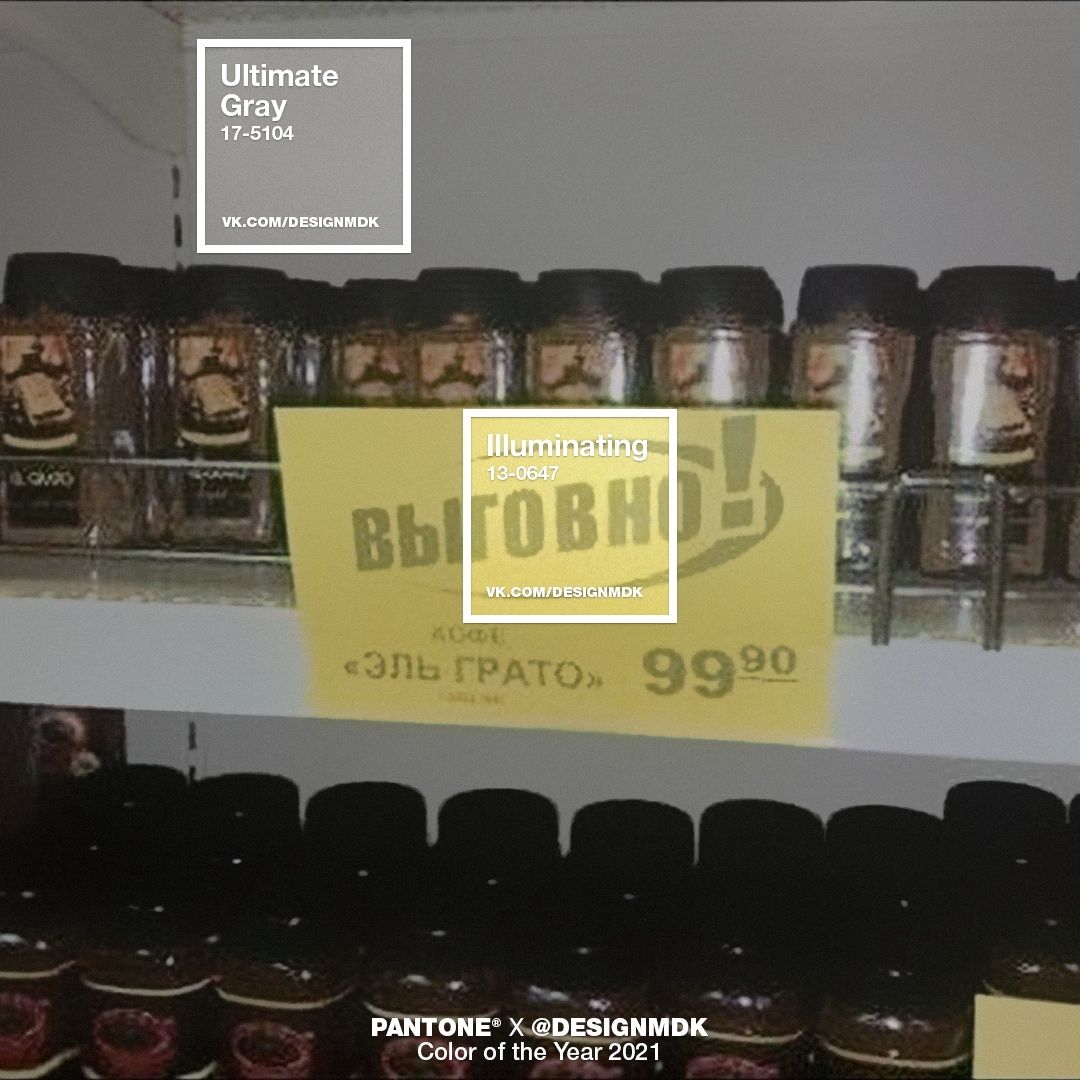 Ultimate
Gray
17-5104
VK.COM/DESIGNMDK
Illuminating
13-0647
ВЫГОВНО!
VK.COM/DESIGNMDK
КОФЕ
«ЭЛЬ ГРАТО» 99 90
PANTONE® X @DESIGNMDK
Color of the Year 2021